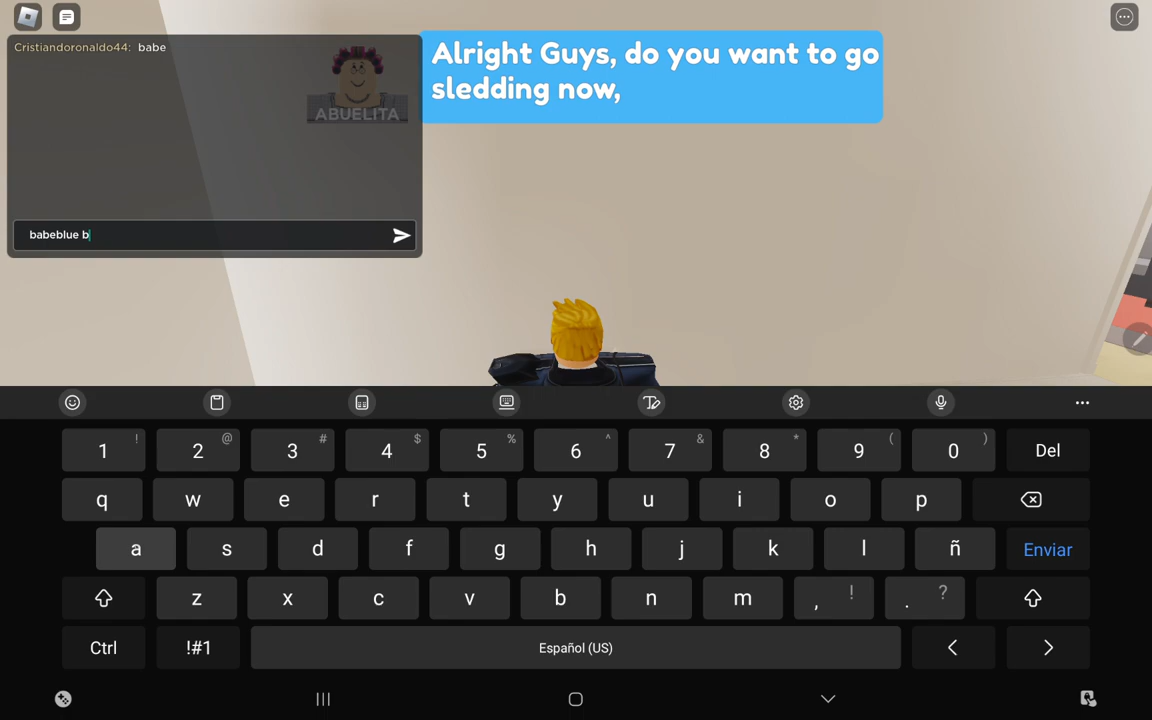 Cristiandoronaldo44: babe
ABUELITA
Alright Guys, do you want to go
sledding now,
babeblue b
1 ! 2 @ 3 # 4 $ 5 % 6 ^ 7 & 8 * 9 ( 0 ) Del
q w e r t y u i o p
a s d f g h j k l ñ Enviar
z x c v b n m , ! . ?
Ctrl !#1 Español (US) < >